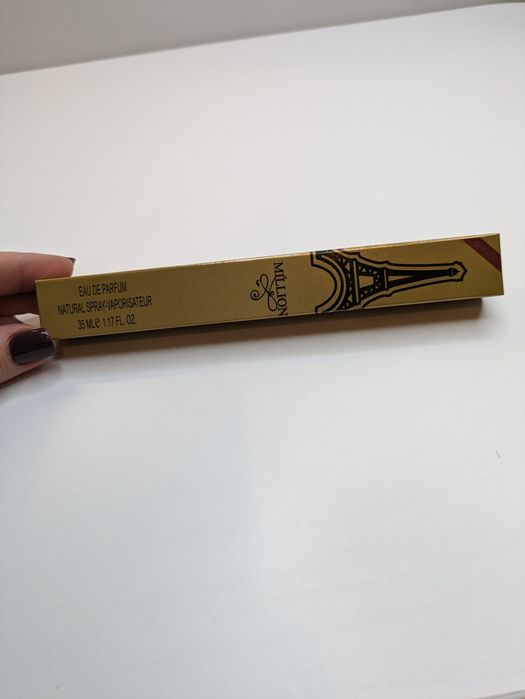 EAU DE PARFUM
NATURAL SPRAY-VAPORISATEUR
35 ML℮ 1.17 FL. OZ.
MILLION